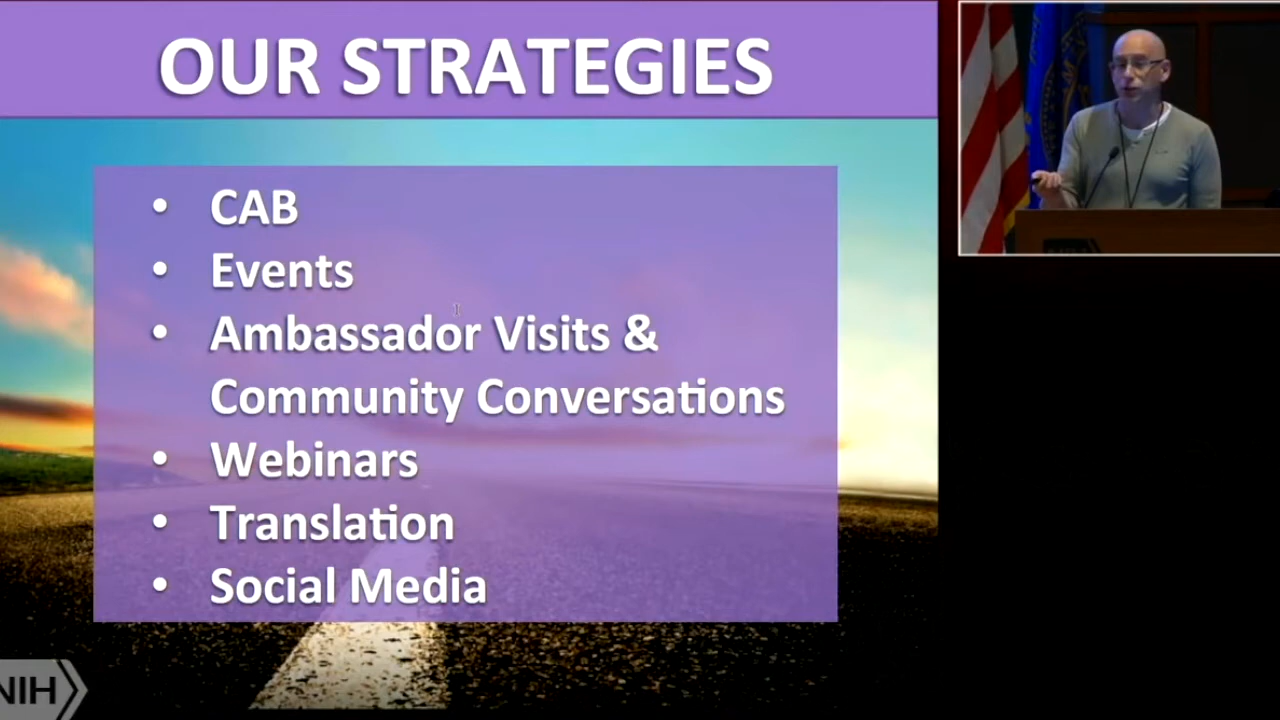 OUR STRATEGIES
• CAB
• Events
• Ambassador Visits &
Community Conversations
• Webinars
• Translation
• Social Media
NIH